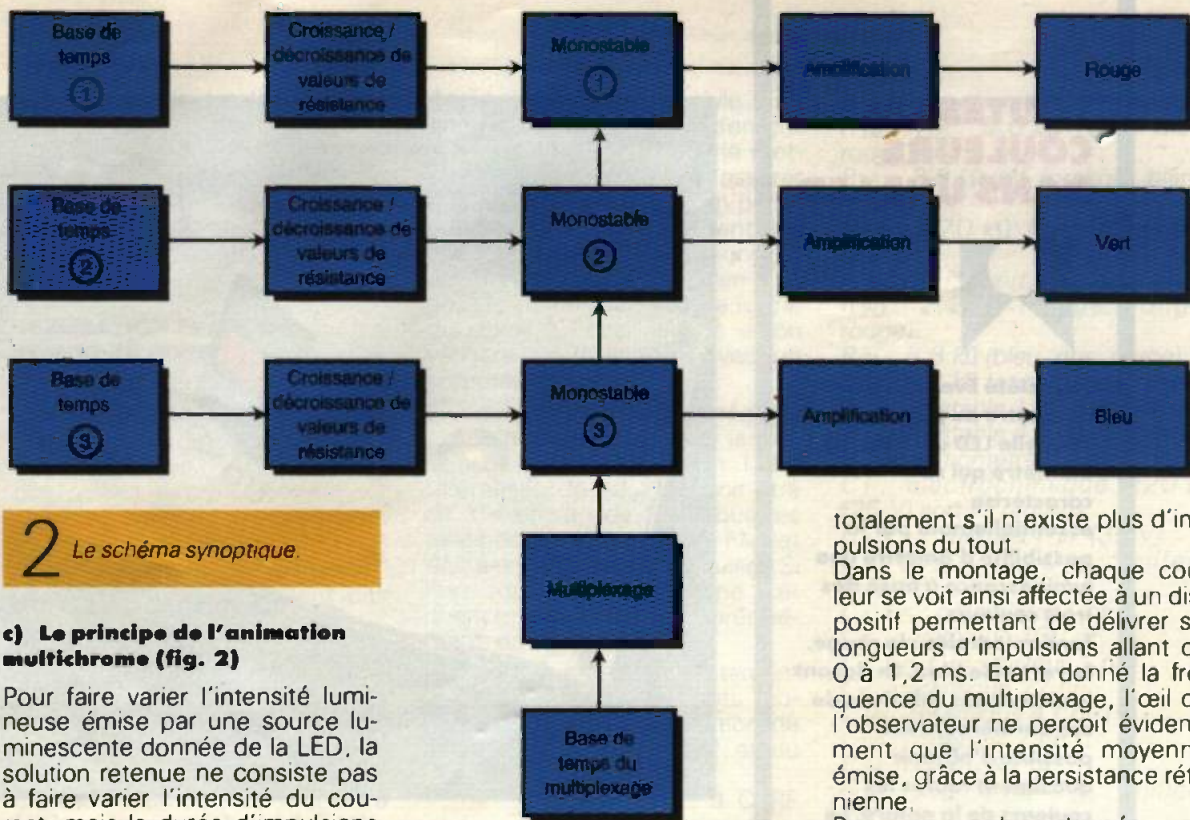 Base de
temps
1
Croissance /
décroissance de
valeurs de
résistance
Monostable
1
Amplification
Rouge
Base de
temps
2
Croissance /
décroissance de
valeurs de
résistance
Monostable
2
Amplification
Vert
Base de
temps
3
Croissance /
décroissance de
valeurs de
résistance
Monostable
3
Amplification
Bleu
Multiplexage
Base de
temps du
multiplexage
2 Le schéma synoptique.
c) Le principe de l'animation
multichrome (fig. 2)
Pour faire varier l'intensité lumi-
neuse émise par une source lu-
minescente donnée de la LED, la
solution retenue ne consiste pas
à faire varier l'intensité du cou-
mais la durée d'impulsions
totalement s'il n'existe plus d'im-
pulsions du tout.
Dans le montage, chaque cou-
leur se voit ainsi affectée à un dis-
positif permettant de délivrer
longueurs d'impulsions allant
0 à 1,2 ms. Etant donné la
quence du multiplexage, l'œil
l'observateur ne perçoit
ment que l'intensité
émise, grâce à la persistance
nienne.